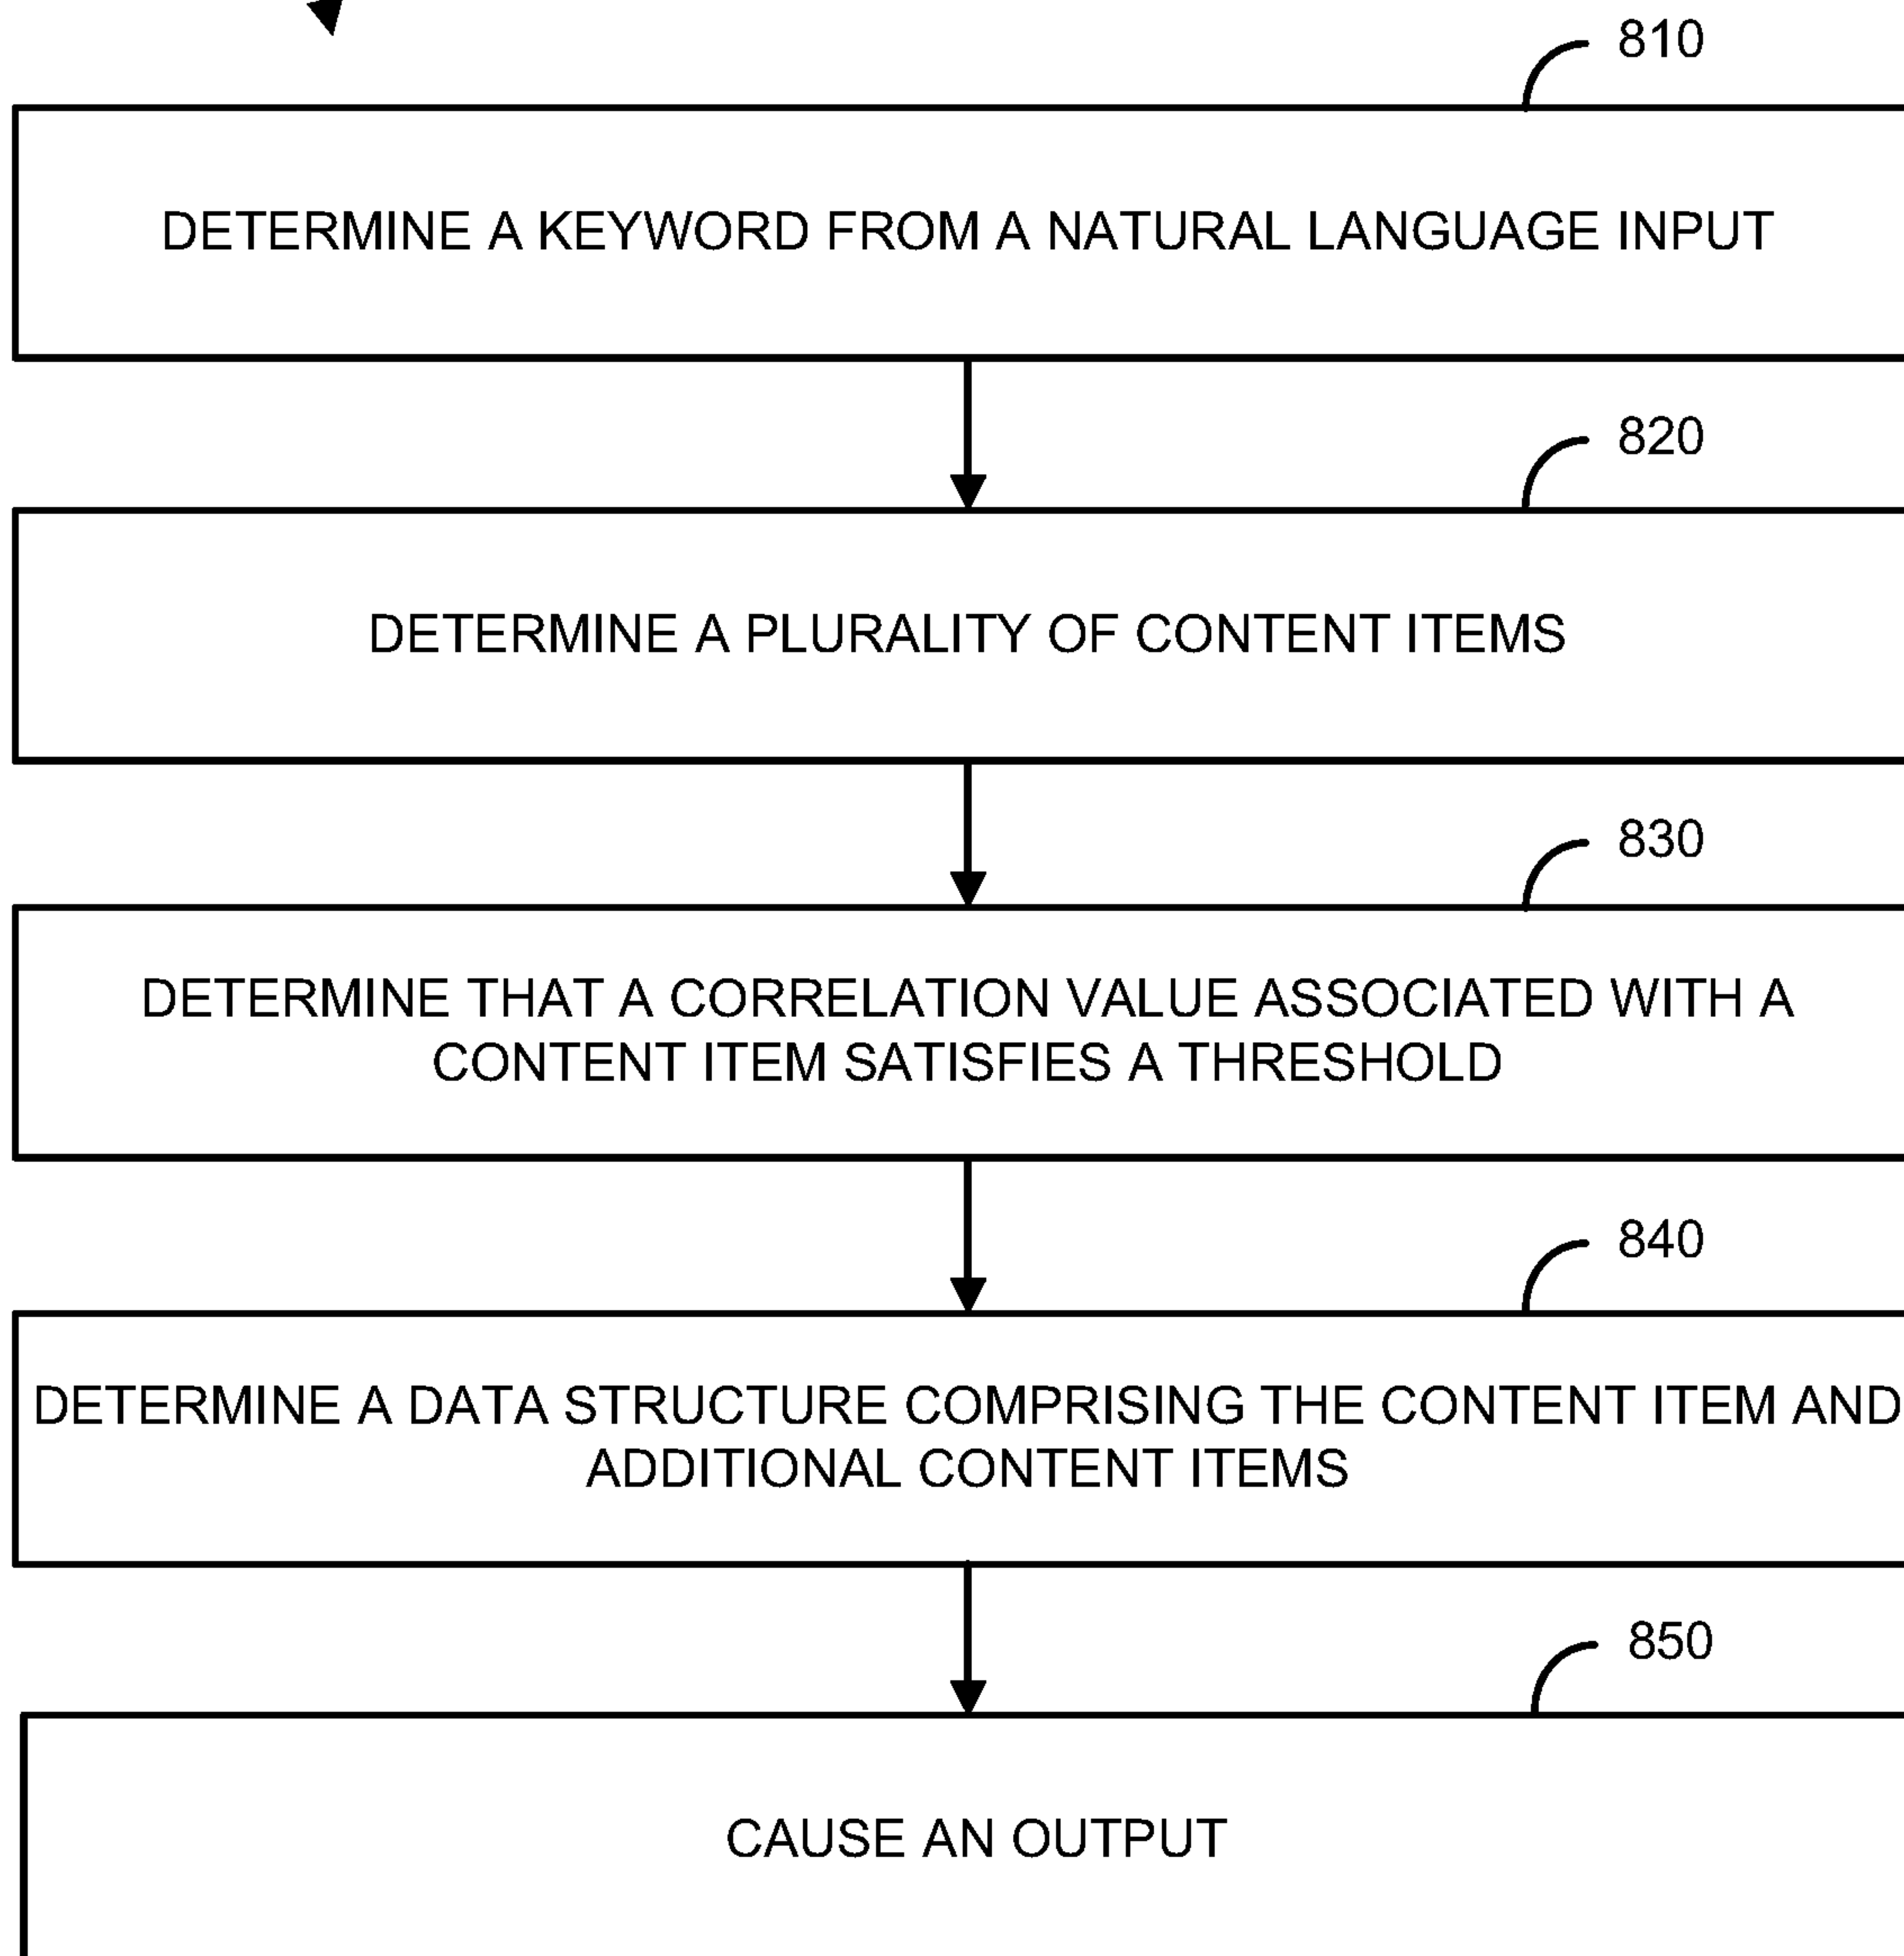 810
DETERMINE A KEYWORD FROM A NATURAL LANGUAGE INPUT
820
DETERMINE A PLURALITY OF CONTENT ITEMS
830
DETERMINE THAT A CORRELATION VALUE ASSOCIATED WITH A
CONTENT ITEM SATISFIES A THRESHOLD
840
DETERMINE A DATA STRUCTURE COMPRISING THE CONTENT ITEM AND
ADDITIONAL CONTENT ITEMS
850
CAUSE AN OUTPUT